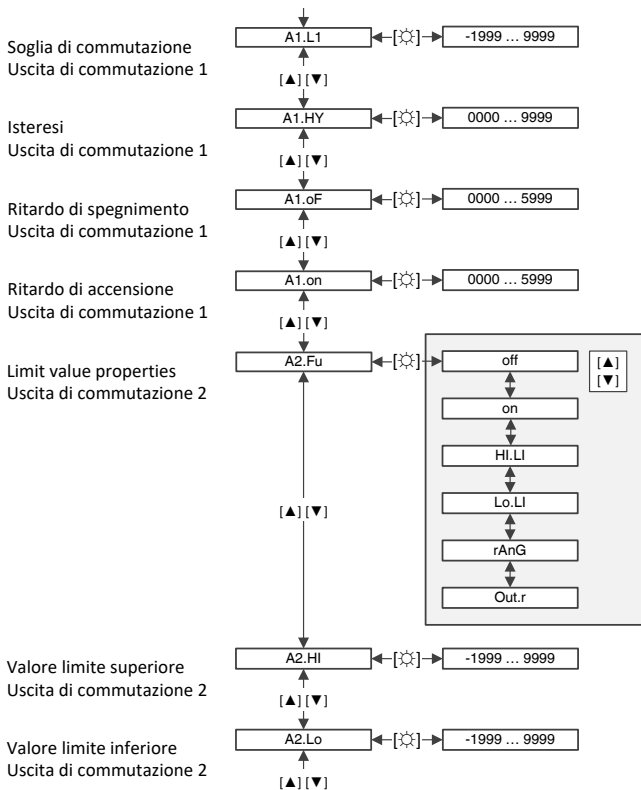 Soglia di commutazione
Uscita di commutazione 1
A1.L1
[☼]
-1999 … 9999
[▲] [▼]
Isteresi
Uscita di commutazione 1
A1.HY
[☼]
0000 … 9999
[▲] [▼]
Ritardo di spegnimento
Uscita di commutazione 1
A1.oF
[☼]
0000 … 5999
[▲] [▼]
Ritardo di accensione
Uscita di commutazione 1
A1.on
[☼]
0000 … 5999
[▲] [▼]
Limit value properties
Uscita di commutazione 2
A2.Fu
[☼]
off
[▲]
[▼]
on
HI.LI
Lo.LI
rAnG
Out.r
[▲] [▼]
Valore limite superiore
Uscita di commutazione 2
A2.HI
[☼]
-1999 … 9999
[▲] [▼]
Valore limite inferiore
Uscita di commutazione 2
A2.Lo
[☼]
-1999 … 9999
[▲] [▼]